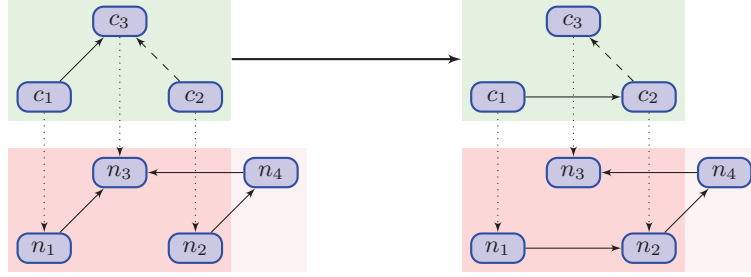 c₃ c₃
c₁ c₂ c₁ c₂
n₃ n₄ n₃ n₄
n₁ n₂ n₁ n₂